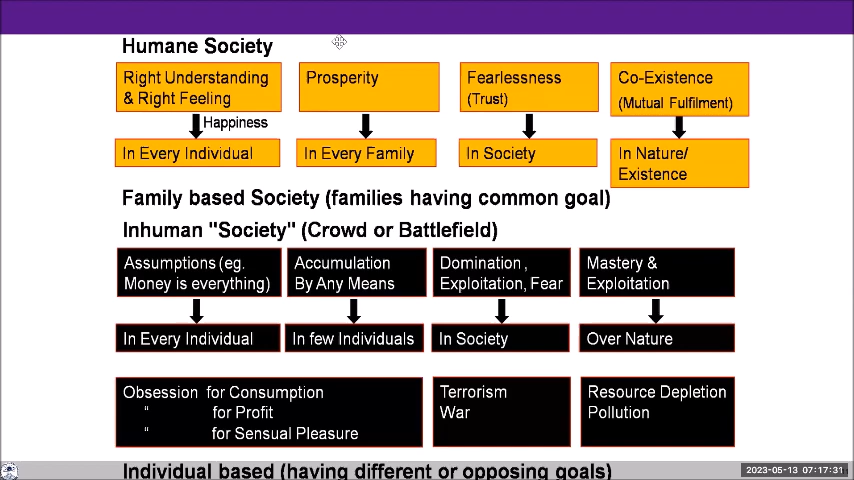 Humane Society
Right Understanding
& Right Feeling
Prosperity
Fearlessness
(Trust)
Co-Existence
(Mutual Fulfilment)
Happiness
In Every Individual
In Every Family
In Society
In Nature/
Existence
Family based Society (families having common goal)
Inhuman "Society" (Crowd or Battlefield)
Assumptions (eg.
Money is everything)
Accumulation
By Any Means
Domination ,
Exploitation, Fear
Mastery &
Exploitation
In Every Individual
In few Individuals
In Society
Over Nature
Obsession for Consumption
“ for Profit
“ for Sensual Pleasure
Terrorism
War
Resource Depletion
Pollution
Individual based (having different or opposing goals)
2023-05-13 07:17:31